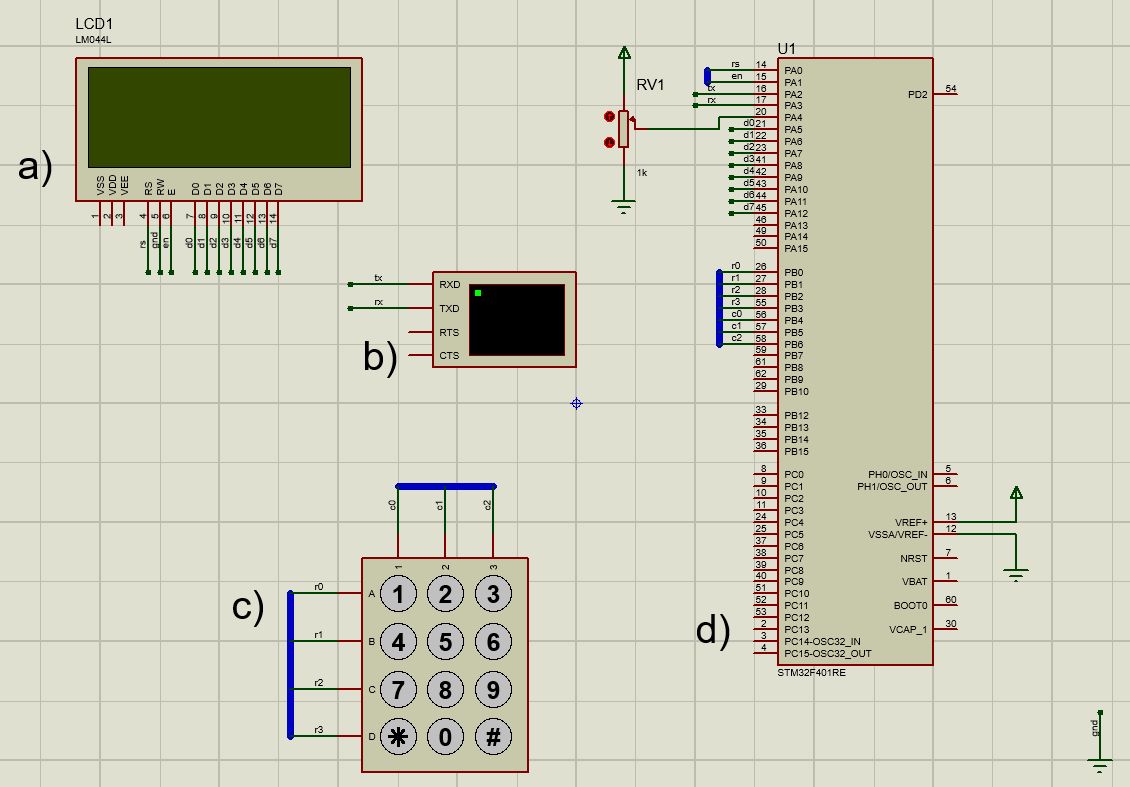 LCD1
LM044L
a)
VSS VDD VEE RS RW E D0 D1 D2 D3 D4 D5 D6 D7
1 2 3 4 5 6 7 8 9 10 11 12 13 14
rs gnd en d0 d1 d2 d3 d4 d5 d6 d7
RV1
1k
tx RXD
rx TXD
RTS
CTS
b)
c0 c1 c2
1 2 3
c)
r0 A 1 2 3
r1 B 4 5 6
r2 C 7 8 9
r3 D * 0 #
U1
rs 14 PA0
en 15 PA1
tx 16 PA2
rx 17 PA3
20 PA4
d0 21 PA5
d1 22 PA6
d2 23 PA7
d3 41 PA8
d4 42 PA9
d5 43 PA10
d6 44 PA11
d7 45 PA12
46 PA13
49 PA14
50 PA15
r0 26 PB0
r1 27 PB1
r2 28 PB2
r3 55 PB3
c0 56 PB4
c1 57 PB5
c2 58 PB6
59 PB7
61 PB8
62 PB9
29 PB10
33 PB12
34 PB13
35 PB14
36 PB15
8 PC0
9 PC1
10 PC2
11 PC3
24 PC4
25 PC5
37 PC6
38 PC7
39 PC8
40 PC9
51 PC10
52 PC11
53 PC12
2 PC13
3 PC14-OSC32_IN
4 PC15-OSC32_OUT
PD2 54
PH0/OSC_IN 5
PH1/OSC_OUT 6
VREF+ 13
VSSA/VREF- 12
NRST 7
VBAT 1
BOOT0 60
VCAP_1 30
d)
STM32F401RE
gnd